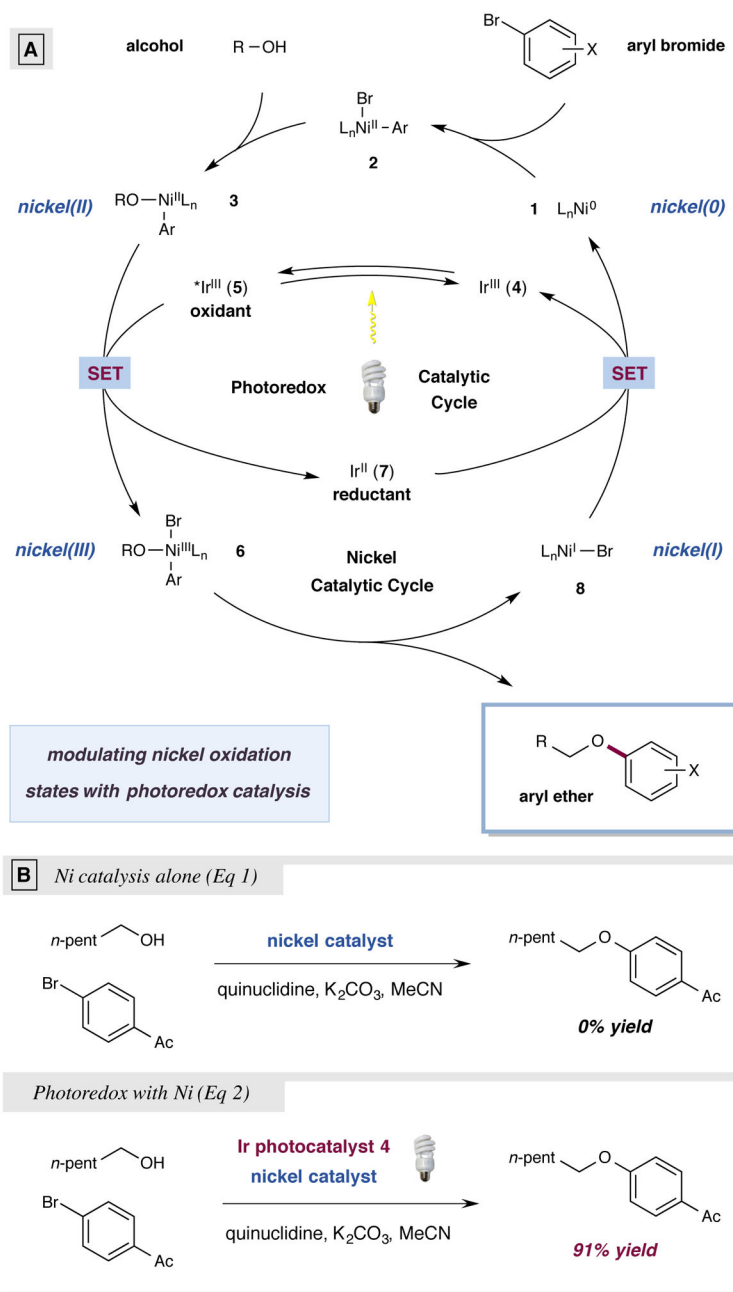 A
alcohol
R–OH
Br
X
aryl bromide
Br
LₙNiᴵᴵ–Ar
2
nickel(II)
RO–NiᴵᴵLₙ
Ar
3
1 LₙNi⁰
nickel(0)
*Irᴵᴵᴵ (5)
oxidant
Irᴵᴵᴵ (4)
SET
Photoredox
Catalytic
Cycle
SET
Irᴵᴵ (7)
reductant
nickel(III)
Br
RO–NiᴵᴵᴵLₙ
Ar
6
Nickel
Catalytic Cycle
LₙNiᴵ–Br
8
nickel(I)
modulating nickel oxidation
states with photoredox catalysis
R
O
X
aryl ether
B
Ni catalysis alone (Eq 1)
n-pent
OH
Br
Ac
nickel catalyst
quinuclidine, K₂CO₃, MeCN
n-pent
O
Ac
0% yield
Photoredox with Ni (Eq 2)
n-pent
OH
Br
Ac
Ir photocatalyst 4
nickel catalyst
quinuclidine, K₂CO₃, MeCN
n-pent
O
Ac
91% yield